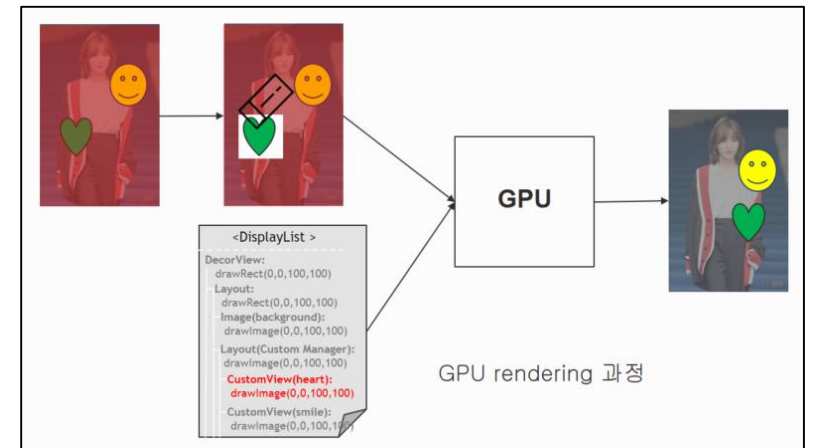 GPU
<DisplayList >
DecorView:
drawRect(0,0,100,100)
Layout:
drawRect(0,0,100,100)
Image(background):
drawImage(0,0,100,100)
Layout(Custom Manager):
drawImage(0,0,100,100)
CustomView(heart):
drawImage(0,0,100,100)
CustomView(smile):
drawImage(0,0,100,100)
GPU rendering 과정